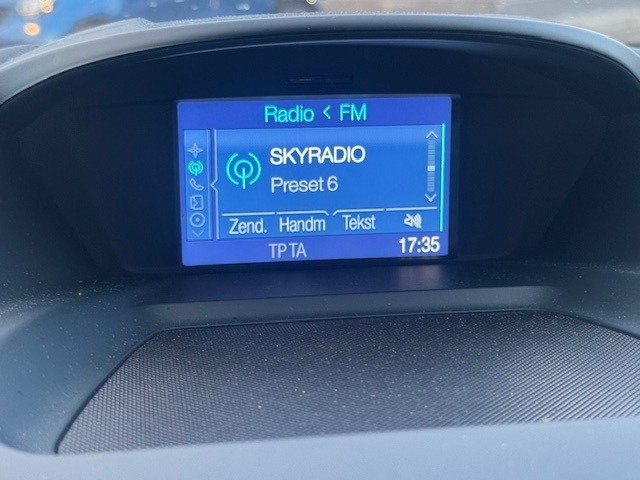 Radio < FM
SKYRADIO
Preset 6
Zend. Handm Tekst
TP TA 17:35